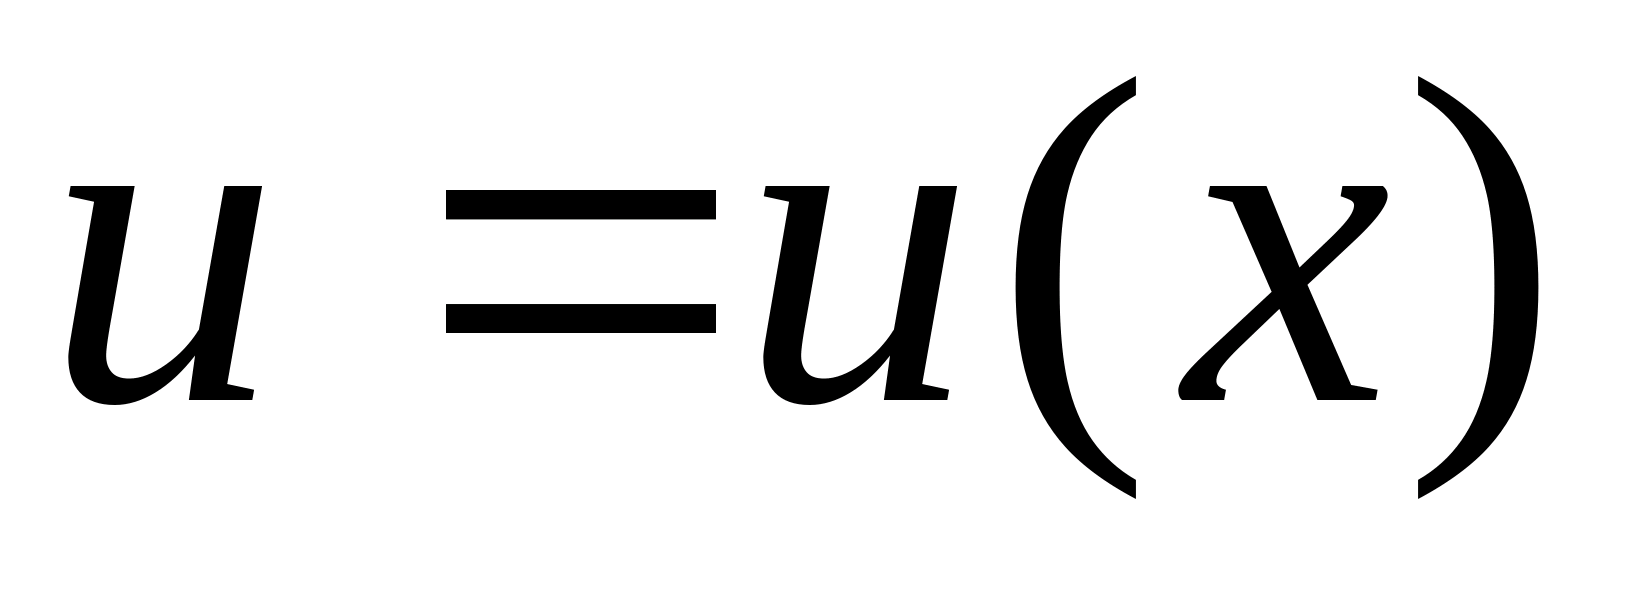 u = u(x)